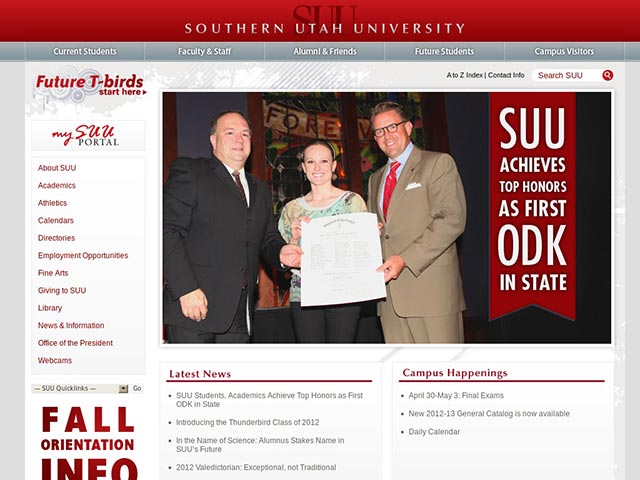 SUU
SOUTHERN UTAH UNIVERSITY
Current Students
Faculty & Staff
Alumni & Friends
Future Students
Campus Visitors
Future T-birds
start here
A to Z Index | Contact Info
Search SUU
my SUU
PORTAL
About SUU
Academics
Athletics
Calendars
Directories
Employment Opportunities
Fine Arts
Giving to SUU
Library
News & Information
Office of the President
Webcams
--- SUU Quicklinks ---
Go
FALL
ORIENTATION
INFO
FOREV
SUU
ACHIEVES
TOP HONORS
AS FIRST
ODK
IN STATE
Latest News
SUU Students, Academics Achieve Top Honors as First
ODK in State
Introducing the Thunderbird Class of 2012
In the Name of Science: Alumnus Stakes Name in
SUU's Future
2012 Valedictorian: Exceptional, not Traditional
Campus Happenings
April 30-May 3: Final Exams
New 2012-13 General Catalog is now available
Daily Calendar